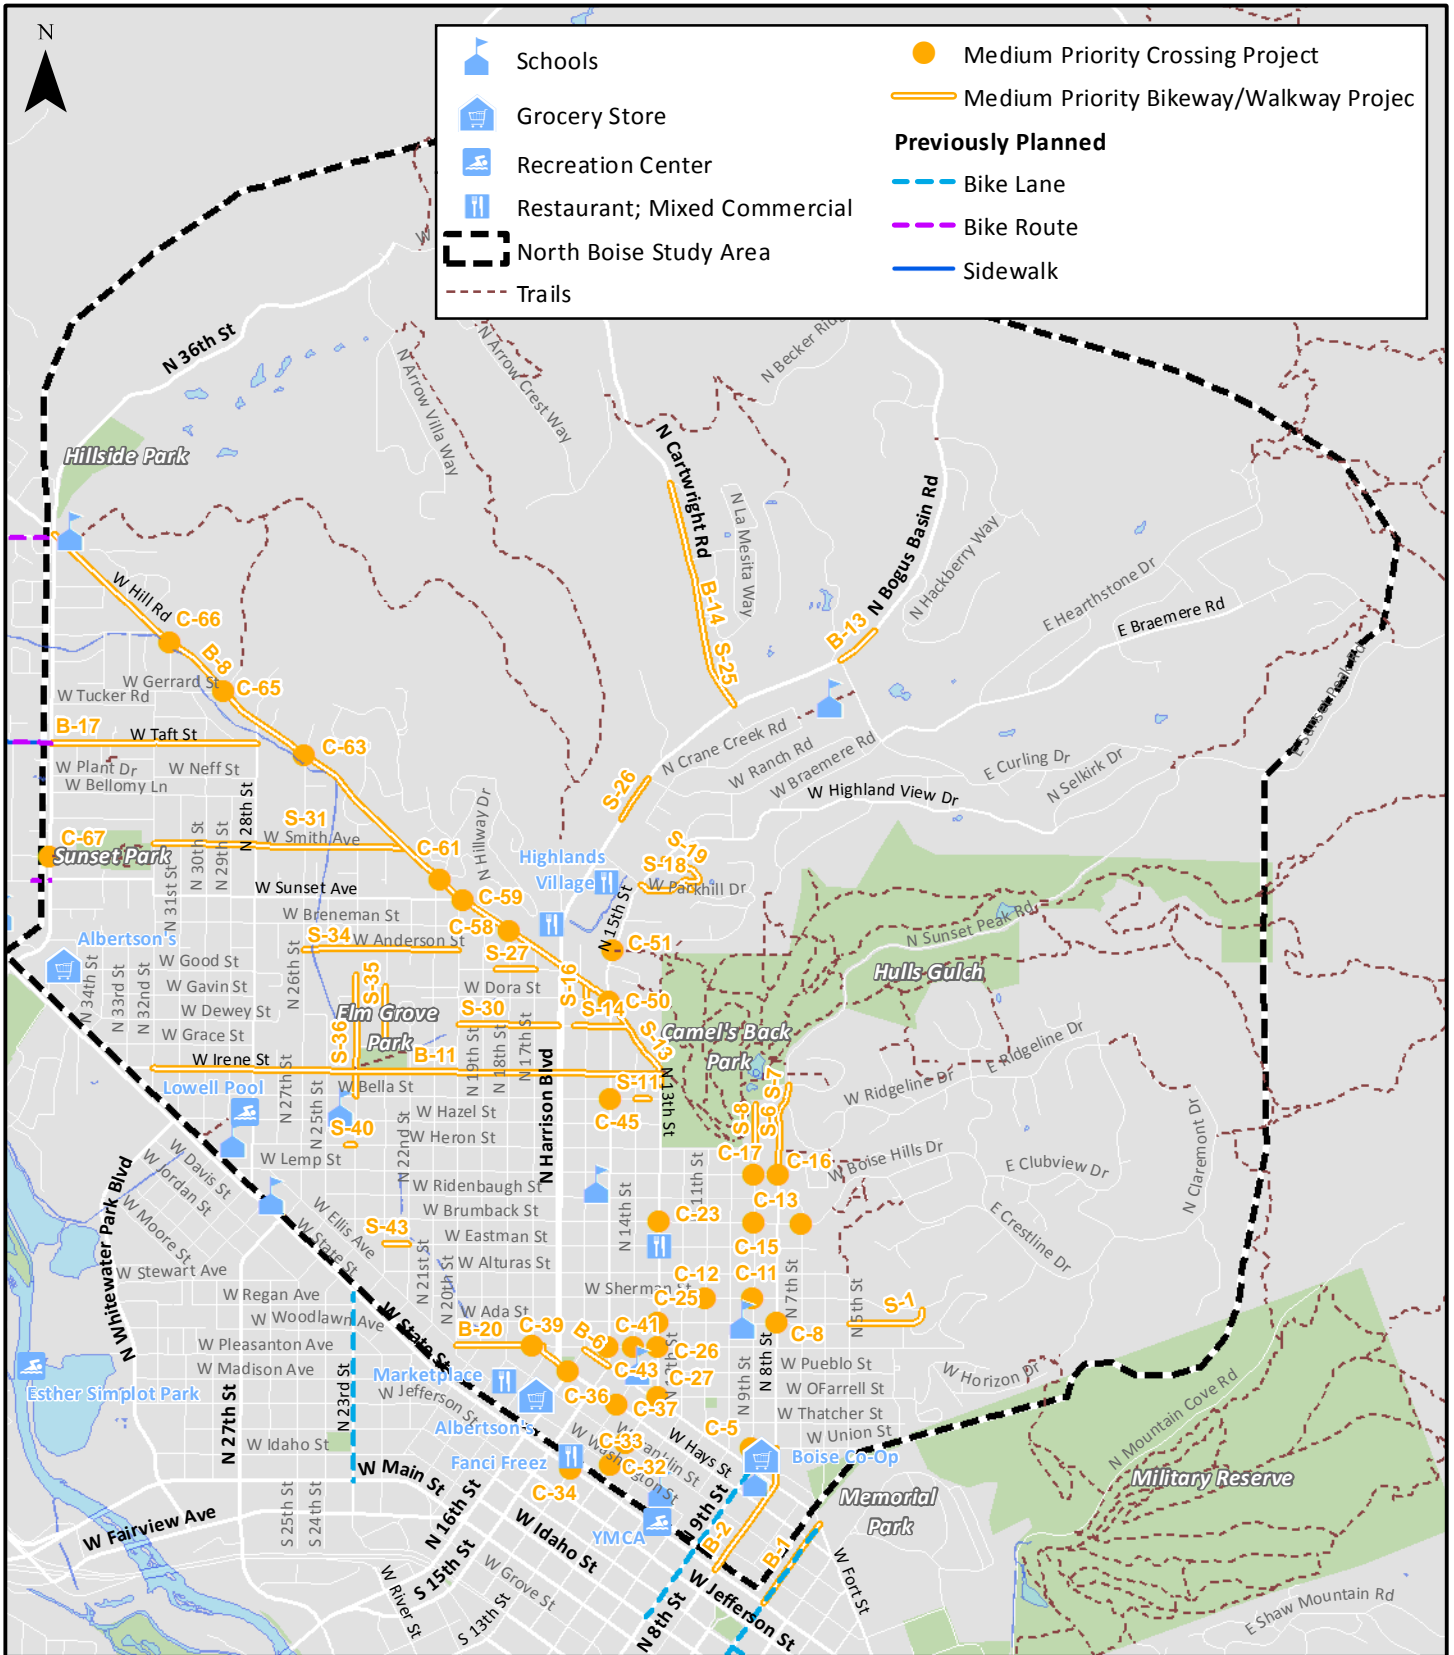 N
Schools
Grocery Store
Recreation Center
Restaurant; Mixed Commercial
North Boise Study Area
Trails
Medium Priority Crossing Project
Medium Priority Bikeway/Walkway Projec
Previously Planned
Bike Lane
Bike Route
Sidewalk
W
N 36th St
N Arrow Villa Way
N Arrow Crest Way
N Becker
Hillside Park
N Cartwright Rd
N La Mesita Way
N Bogus Basin Rd
N Hackberry Way
E Hearthstone Dr
E Braemere Rd
E Sunset Peak Rd
W Hill Rd
C-66
B-8
B-14
S-25
B-13
W Gerrard St
W Tucker Rd
C-65
B-17
W Taft St
C-63
W Plant Dr
W Neff St
W Bellomy Ln
N 28th St
N Crane Creek Rd
W Ranch Rd
W Braemere Rd
E Curling Dr
N Selkirk Dr
W Highland View Dr
S-26
S-31
W Smith Ave
N Hillway Dr
C-67
Sunset Park
N 30th St
N 29th St
N 31st St
C-61
Highlands
Village
S-19
S-18
W Parkhill Dr
W Sunset Ave
C-59
W Breneman St
C-58
N 15th St
N Sunset Peak Rd
S-34
W Anderson St
C-51
Albertson's
W Good St
S-27
Hulls Gulch
N 34th St
N 33rd St
N 32nd St
N 26th St
W Gavin St
S-35
W Dora St
S-16
C-50
W Dewey St
Elm Grove
Park
S-30
S-14
S-13
Camel's Back
Park
W Grace St
S-36
E Ridgeline Dr
W Irene St
B-11
N 19th St
N 18th St
N 17th St
N Harrison Blvd
W Ridgeline Dr
Lowell Pool
N 27th St
N 25th St
W Bella St
S-11
N 13th St
S-7
S-6
S-8
W Hazel St
C-45
S-40
W Heron St
N 22nd St
W Lemp St
C-17
C-16
W Boise Hills Dr
E Clubview Dr
N Claremont Dr
W Davis St
W Jordan St
W Moore St
N Whitewater Park Blvd
W Ridenbaugh St
11th St
C-13
W Brumback St
N 14th St
C-23
W Ellis Ave
W State St
S-43
W Eastman St
C-15
E Crestline Dr
W Stewart Ave
N 21st St
N 20th St
W Alturas St
W Sherman St
C-12
C-11
N 7th St
C-25
N 5th St
S-1
W Regan Ave
W Ada St
W Woodlawn Ave
W State St
C-39
B-20
B-6
C-41
C-8
W Pleasanton Ave
C-26
N 8th St
W Pueblo St
W Horizon Dr
Marketplace
C-43
W Madison Ave
Esther Simplot Park
N 27th St
N 23rd St
W Jefferson St
C-36
C-27
N 9th St
W OFarrell St
N Mountain Cove Rd
C-37
W Thatcher St
Albertson's
C-5
W Union St
W Idaho St
C-33
W Franklin St
W Hays St
W Washington St
Fanci Freez
C-32
Boise Co-Op
W Main St
C-34
Memorial
Park
Military Reserve
S 25th St
S 24th St
W Fairview Ave
N 16th St
W Idaho St
YMCA
N 9th St
B-2
B-1
S 15th St
W Grove St
W Fort St
W River St
S 13th St
N 8th St
W Jefferson St
E Shaw Mountain Rd